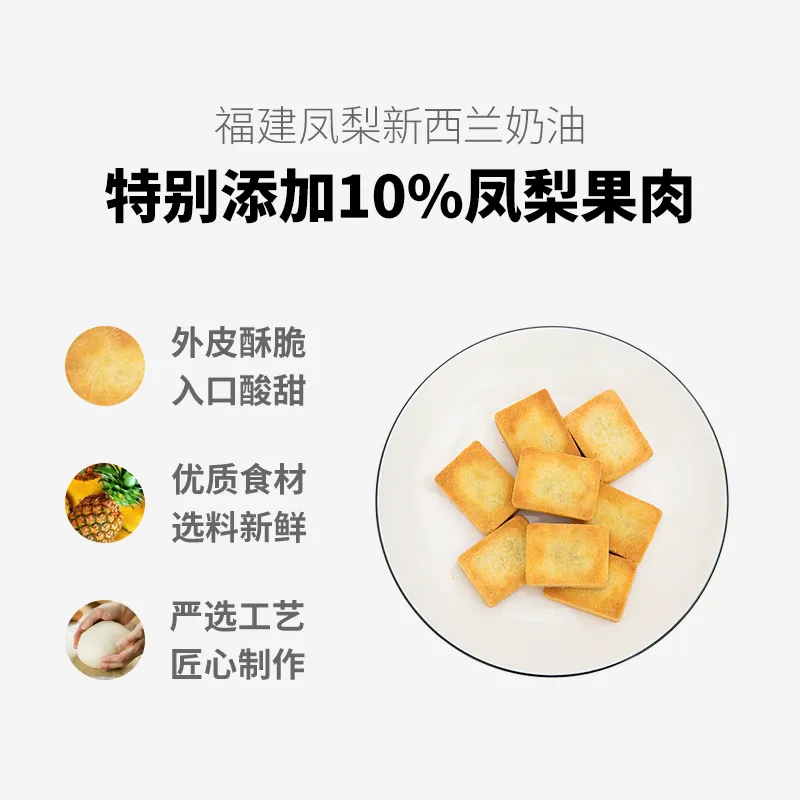 福建凤梨新西兰奶油
特别添加10%凤梨果肉
外皮酥脆
入口酸甜
优质食材
选料新鲜
严选工艺
匠心制作